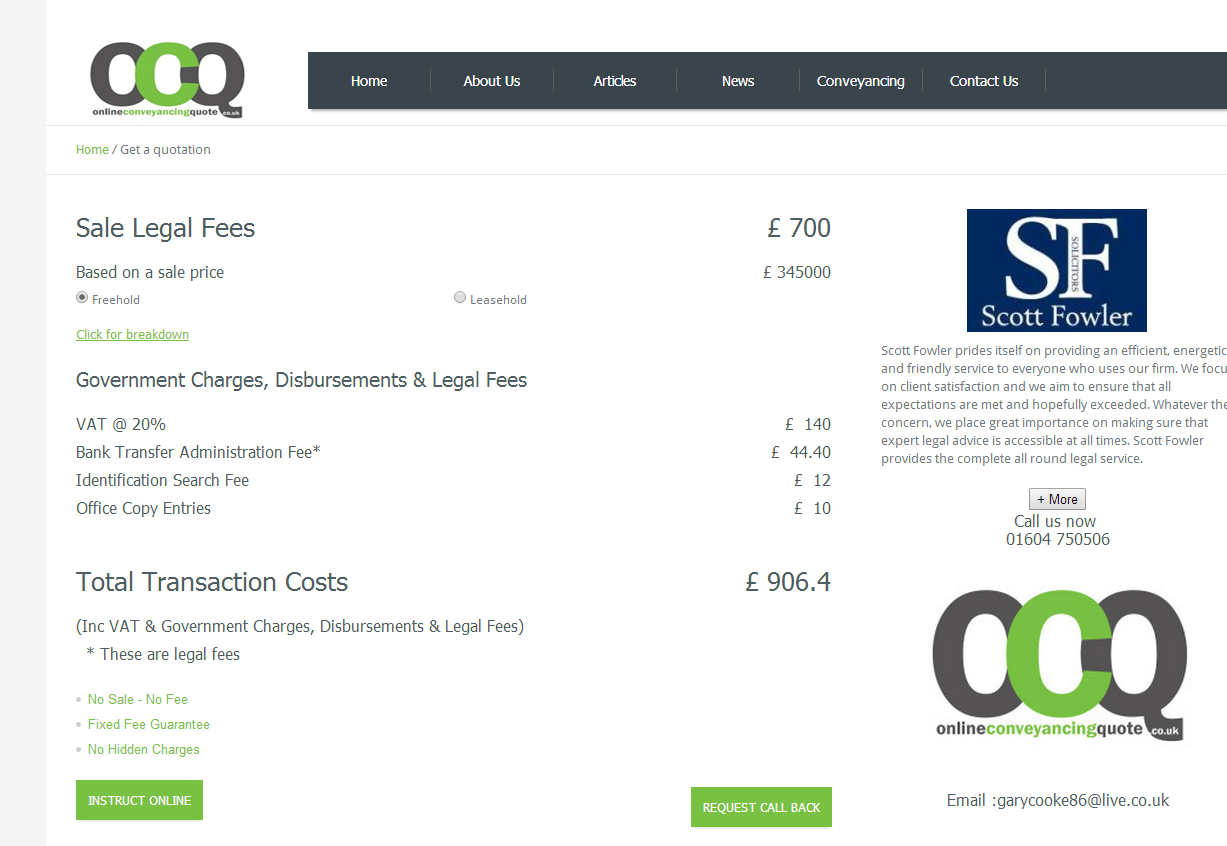 OCQ
onlineconveyancingquote.co.uk
Home About Us Articles News Conveyancing Contact Us
Home / Get a quotation
Sale Legal Fees £ 700
Based on a sale price £ 345000
Freehold Leasehold
Click for breakdown
Government Charges, Disbursements & Legal Fees
VAT @ 20% £ 140
Bank Transfer Administration Fee* £ 44.40
Identification Search Fee £ 12
Office Copy Entries £ 10
Total Transaction Costs £ 906.4
(Inc VAT & Government Charges, Disbursements & Legal Fees)
* These are legal fees
No Sale - No Fee
Fixed Fee Guarantee
No Hidden Charges
INSTRUCT ONLINE
REQUEST CALL BACK
SF
SOLICITORS
Scott Fowler
Scott Fowler prides itself on providing an efficient, energetic
and friendly service to everyone who uses our firm. We focu
on client satisfaction and we aim to ensure that all
expectations are met and hopefully exceeded. Whatever the
concern, we place great importance on making sure that
expert legal advice is accessible at all times. Scott Fowler
provides the complete all round legal service.
+ More
Call us now
01604 750506
OCQ
onlineconveyancingquote.co.uk
Email :garycooke86@live.co.uk